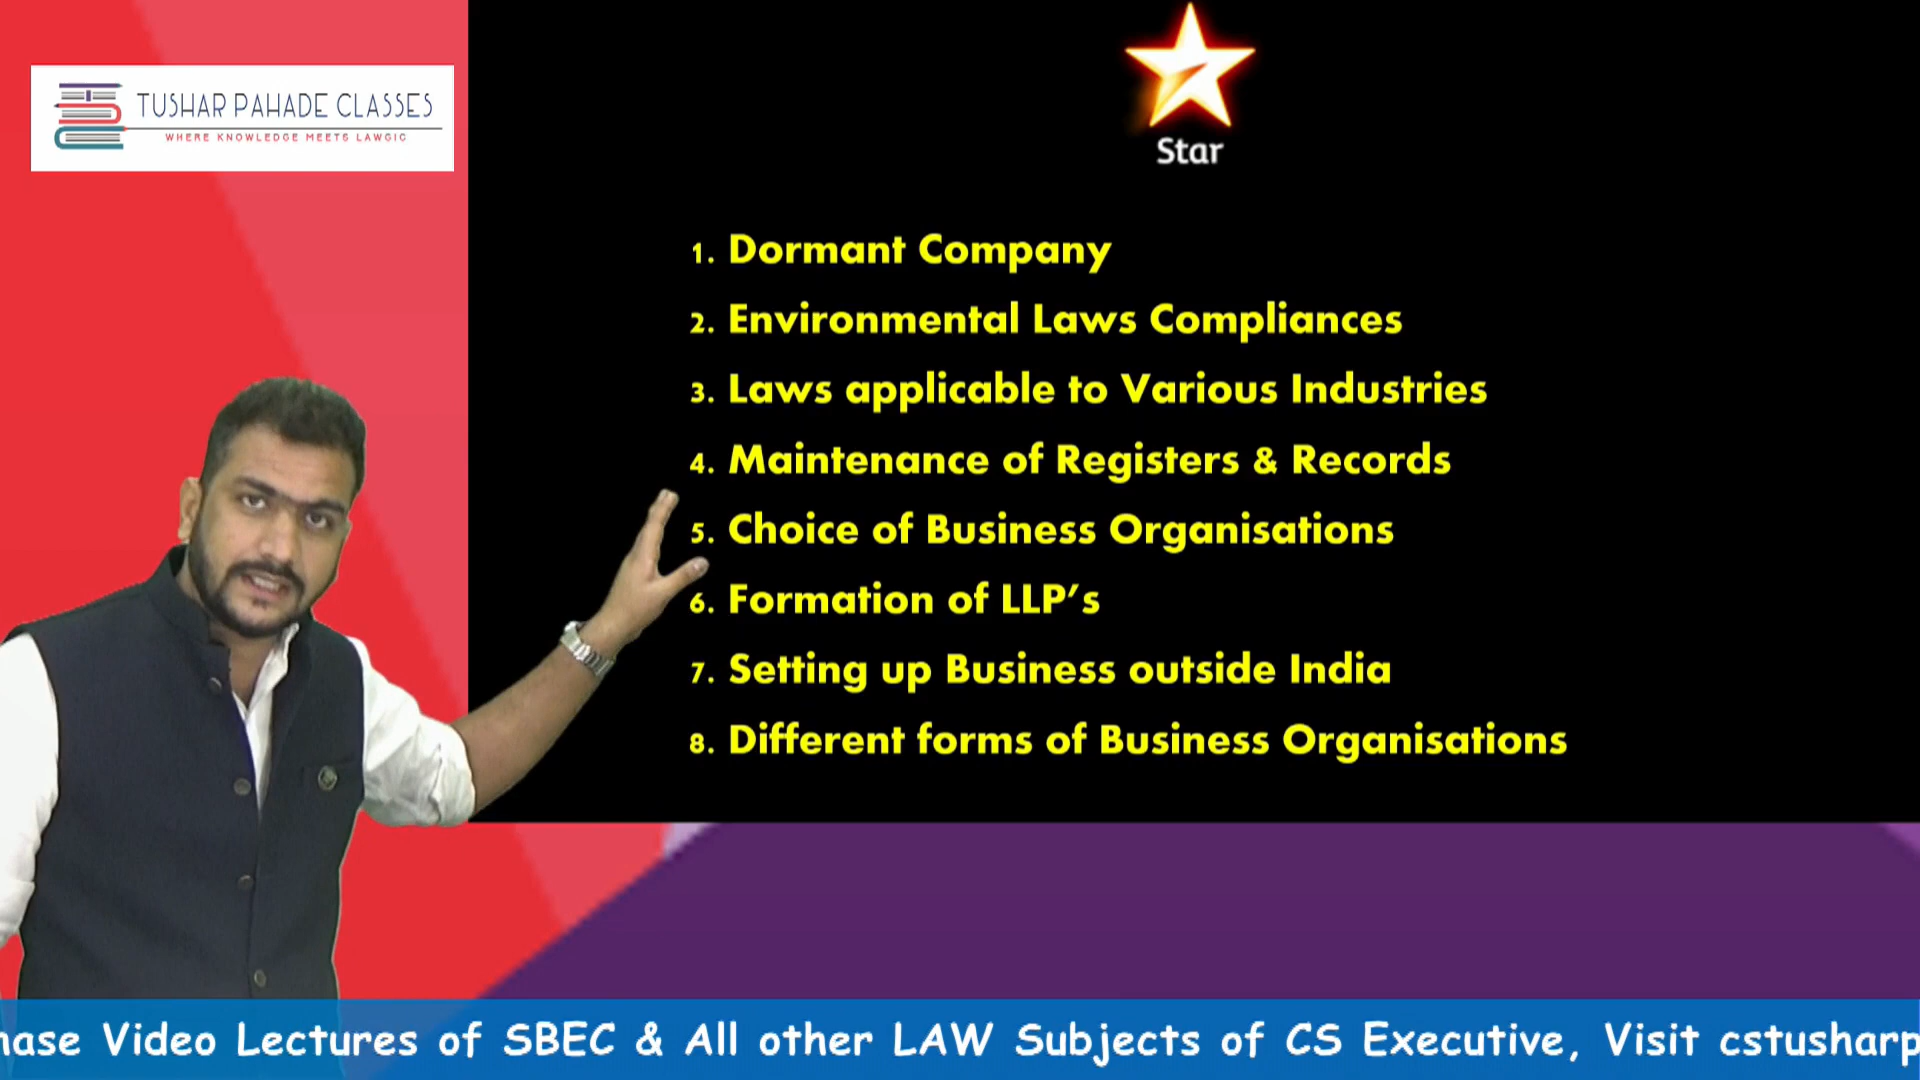 TUSHAR PAHADE CLASSES
WHERE KNOWLEDGE MEETS LAWGIC
Star
1. Dormant Company
2. Environmental Laws Compliances
3. Laws applicable to Various Industries
4. Maintenance of Registers & Records
5. Choice of Business Organisations
6. Formation of LLP's
7. Setting up Business outside India
8. Different forms of Business Organisations
Video Lectures of SBEC & All other LAW Subjects of CS Executive, Visit